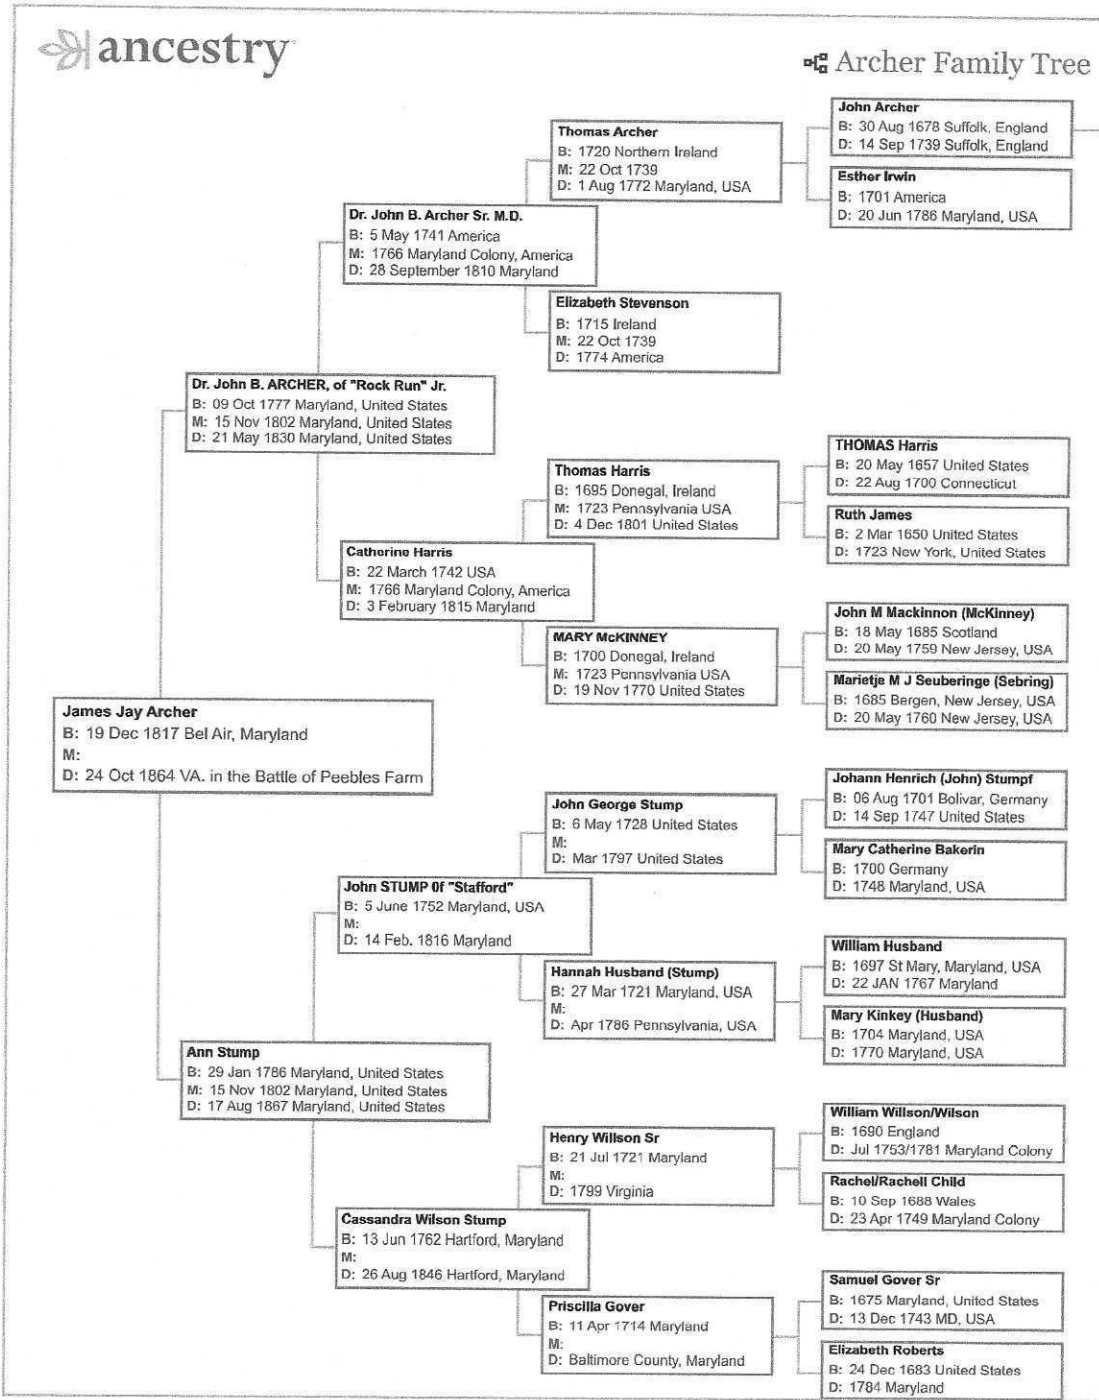 ancestry
Archer Family Tree
John Archer
B: 30 Aug 1678 Suffolk, England
D: 14 Sep 1739 Suffolk, England
Thomas Archer
B: 1720 Northern Ireland
M: 22 Oct 1739
D: 1 Aug 1772 Maryland, USA
Esther Irwin
B: 1701 America
D: 20 Jun 1786 Maryland, USA
Dr. John B. Archer Sr. M.D.
B: 5 May 1741 America
M: 1766 Maryland Colony, America
D: 28 September 1810 Maryland
Elizabeth Stevenson
B: 1715 Ireland
M: 22 Oct 1739
D: 1774 America
Dr. John B. ARCHER, of "Rock Run" Jr.
B: 09 Oct 1777 Maryland, United States
M: 15 Nov 1802 Maryland, United States
D: 21 May 1830 Maryland, United States
THOMAS Harris
B: 20 May 1657 United States
D: 22 Aug 1700 Connecticut
Thomas Harris
B: 1695 Donegal, Ireland
M: 1723 Pennsylvania USA
D: 4 Dec 1801 United States
Ruth James
B: 2 Mar 1650 United States
D: 1723 New York, United States
Catherine Harris
B: 22 March 1742 USA
M: 1766 Maryland Colony, America
D: 3 February 1815 Maryland
John M Mackinnon (McKinney)
B: 18 May 1685 Scotland
D: 20 May 1759 New Jersey, USA
MARY McKINNEY
B: 1700 Donegal, Ireland
M: 1723 Pennsylvania USA
D: 19 Nov 1770 United States
Marietje M J Seuberinge (Sebring)
B: 1685 Bergen, New Jersey, USA
D: 20 May 1760 New Jersey, USA
James Jay Archer
B: 19 Dec 1817 Bel Air, Maryland
M:
D: 24 Oct 1864 VA. in the Battle of Peebles Farm
Johann Henrich (John) Stumpf
B: 06 Aug 1701 Bolivar, Germany
D: 14 Sep 1747 United States
John George Stump
B: 6 May 1728 United States
M:
D: Mar 1797 United States
Mary Catherine Bakerin
B: 1700 Germany
D: 1748 Maryland, USA
John STUMP 0f "Stafford"
B: 5 June 1752 Maryland, USA
M:
D: 14 Feb. 1816 Maryland
William Husband
B: 1697 St Mary, Maryland, USA
D: 22 JAN 1767 Maryland
Hannah Husband (Stump)
B: 27 Mar 1721 Maryland, USA
M:
D: Apr 1786 Pennsylvania, USA
Mary Kinkey (Husband)
B: 1704 Maryland, USA
D: 1770 Maryland, USA
Ann Stump
B: 29 Jan 1786 Maryland, United States
M: 15 Nov 1802 Maryland, United States
D: 17 Aug 1867 Maryland, United States
William Willson/Wilson
B: 1690 England
D: Jul 1753/1781 Maryland Colony
Henry Willson Sr
B: 21 Jul 1721 Maryland
M:
D: 1799 Virginia
Rachel/Rachell Child
B: 10 Sep 1688 Wales
D: 23 Apr 1749 Maryland Colony
Cassandra Wilson Stump
B: 13 Jun 1762 Hartford, Maryland
M:
D: 26 Aug 1846 Hartford, Maryland
Samuel Gover Sr
B: 1675 Maryland, United States
D: 13 Dec 1743 MD, USA
Priscilla Gover
B: 11 Apr 1714 Maryland
M:
D: Baltimore County, Maryland
Elizabeth Roberts
B: 24 Dec 1683 United States
D: 1784 Maryland